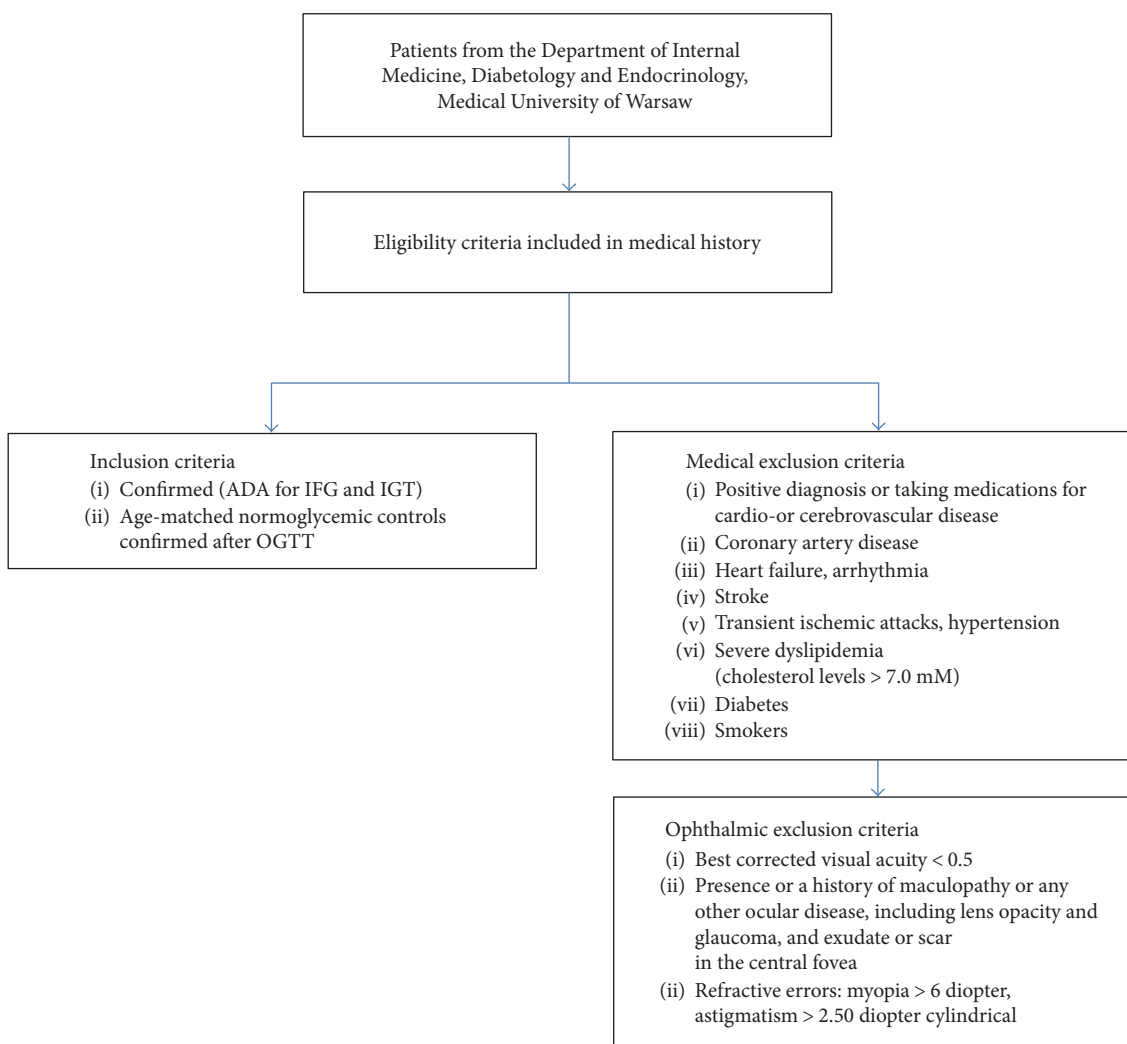 Patients from the Department of Internal
Medicine, Diabetology and Endocrinology,
Medical University of Warsaw
Eligibility criteria included in medical history
Inclusion criteria
(i) Confirmed (ADA for IFG and IGT)
(ii) Age-matched normoglycemic controls
confirmed after OGTT
Medical exclusion criteria
(i) Positive diagnosis or taking medications for
cardio-or cerebrovascular disease
(ii) Coronary artery disease
(iii) Heart failure, arrhythmia
(iv) Stroke
(v) Transient ischemic attacks, hypertension
(vi) Severe dyslipidemia
(cholesterol levels > 7.0 mM)
(vii) Diabetes
(viii) Smokers
Ophthalmic exclusion criteria
(i) Best corrected visual acuity < 0.5
(ii) Presence or a history of maculopathy or any
other ocular disease, including lens opacity and
glaucoma, and exudate or scar
in the central fovea
(ii) Refractive errors: myopia > 6 diopter,
astigmatism > 2.50 diopter cylindrical